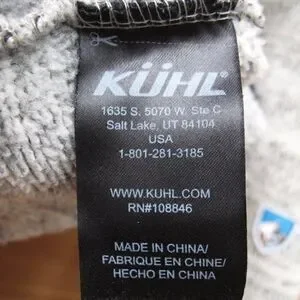 KÜHL
1635 S. 5070 W. Ste C
Salt Lake, UT 84104
USA
1-801-281-3185
WWW.KUHL.COM
RN#108846
MADE IN CHINA/
FABRIQUE EN CHINE/
HECHO EN CHINA